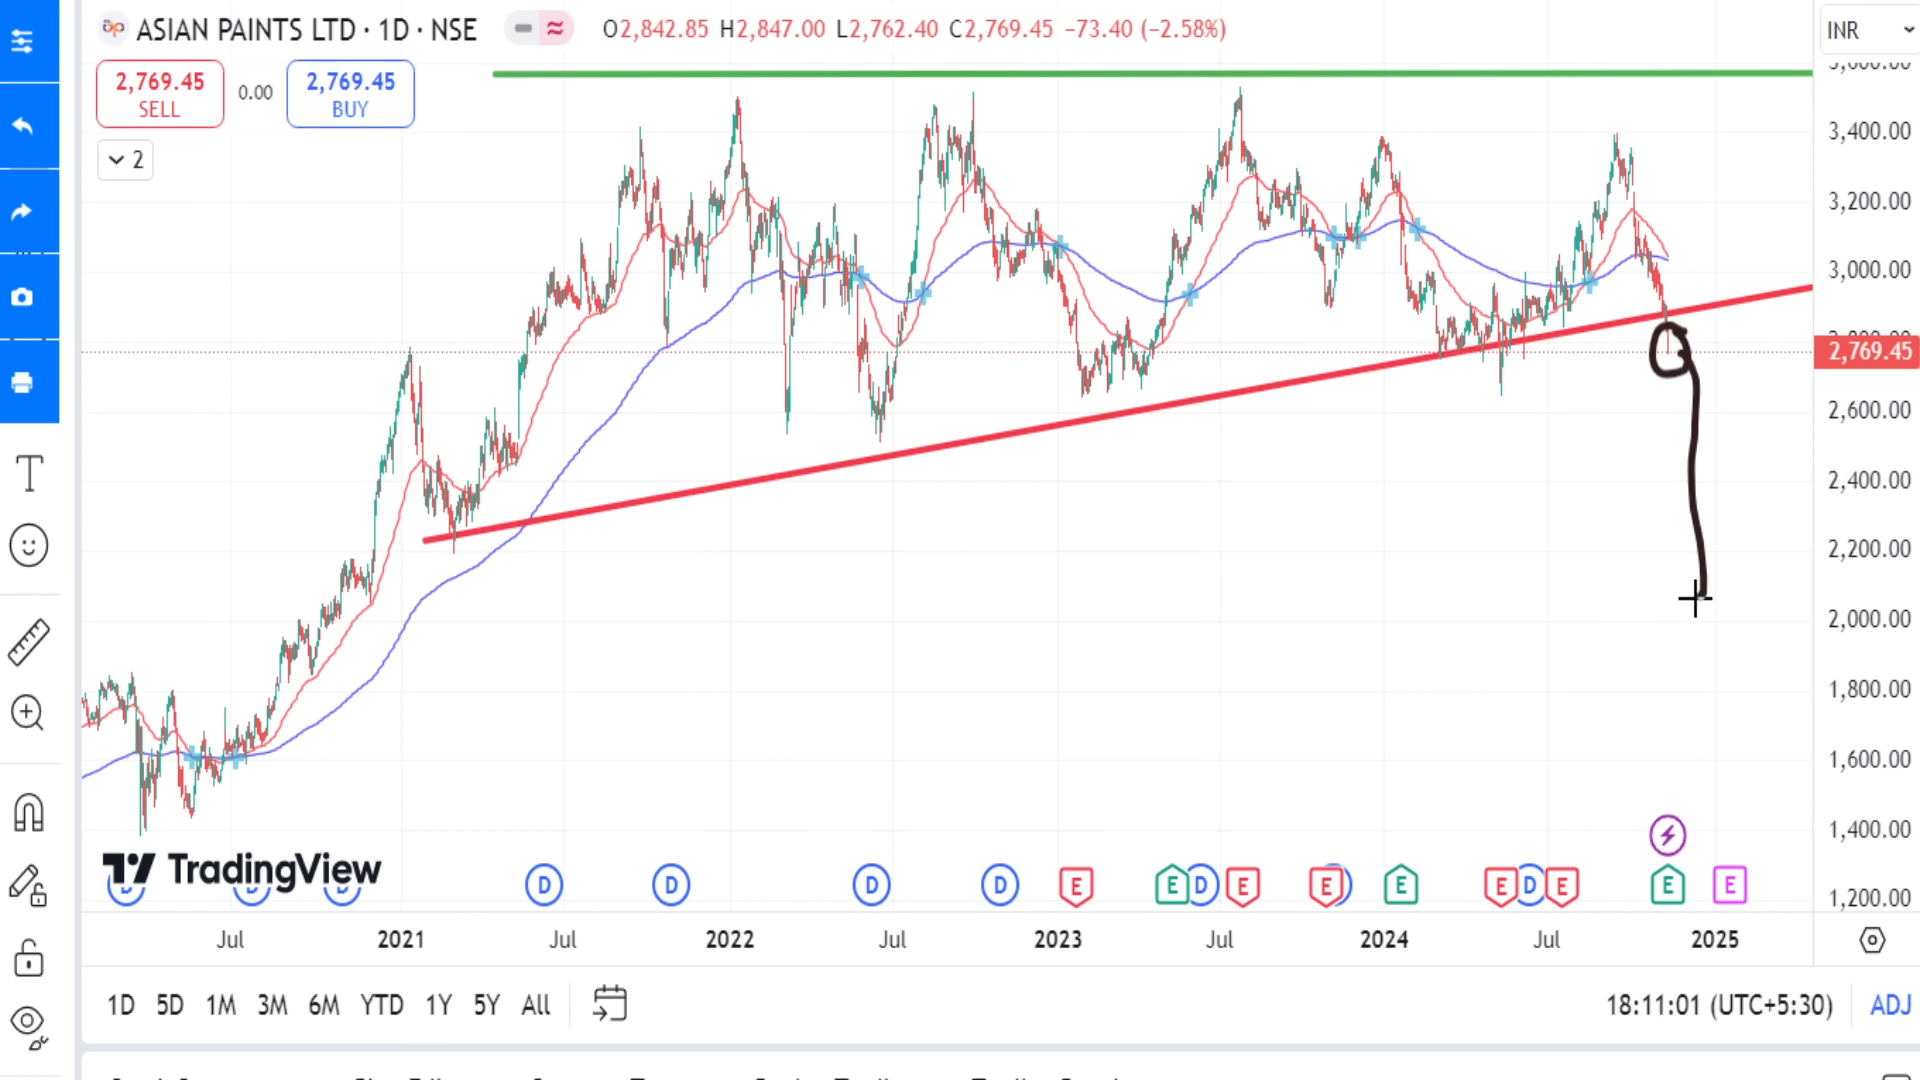 ASIAN PAINTS LTD · 1D · NSE
O2,842.85 H2,847.00 L2,762.40 C2,769.45 −73.40 (−2.58%)
INR
2,769.45
SELL
0.00
2,769.45
BUY
2
3,400.00
3,200.00
3,000.00
2,769.45
2,600.00
2,400.00
2,200.00
2,000.00
1,800.00
1,600.00
1,400.00
1,200.00
TradingView
D D D D D D D E E D E E E E D E E E
Jul 2021 Jul 2022 Jul 2023 Jul 2024 Jul 2025
1D 5D 1M 3M 6M YTD 1Y 5Y All
18:11:01 (UTC+5:30) ADJ